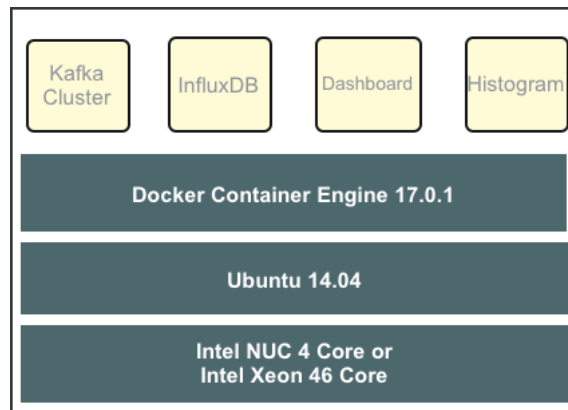 Kafka
Cluster
InfluxDB
Dashboard
Histogram
Docker Container Engine 17.0.1
Ubuntu 14.04
Intel NUC 4 Core or
Intel Xeon 46 Core